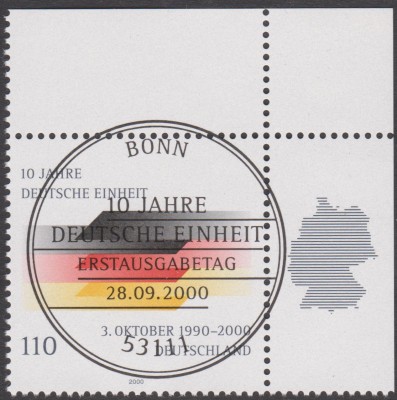 BONN
10 JAHRE
DEUTSCHE EINHEIT
10 JAHRE
DEUTSCHE EINHEIT
ERSTAUSGABETAG
28.09.2000
110
3. OKTOBER 1990–2000
53111
DEUTSCHLAND
2000